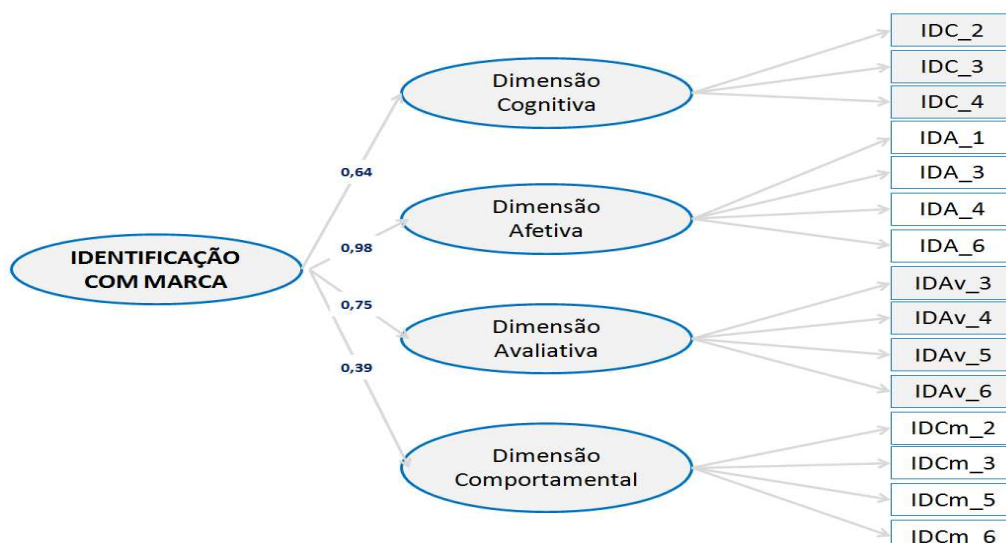 IDENTIFICAÇÃO
COM MARCA
0,64
0,98
0,75
0,39
Dimensão
Cognitiva
Dimensão
Afetiva
Dimensão
Avaliativa
Dimensão
Comportamental
IDC_2
IDC_3
IDC_4
IDA_1
IDA_3
IDA_4
IDA_6
IDAv_3
IDAv_4
IDAv_5
IDAv_6
IDCm_2
IDCm_3
IDCm_5
IDCm_6